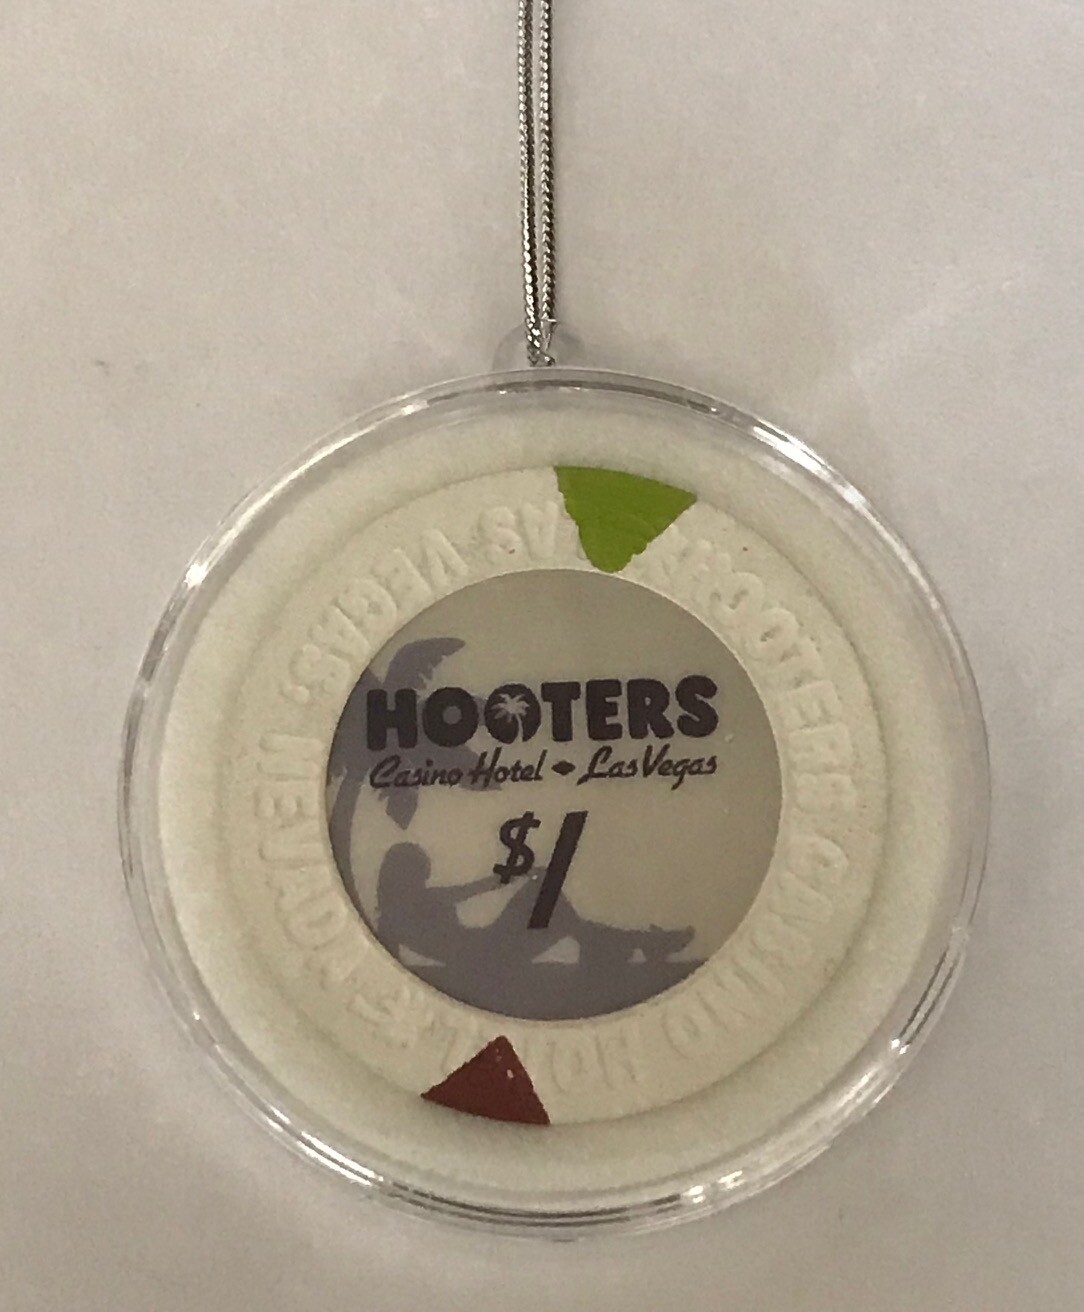 HOOTERS
Casino Hotel - Las Vegas
$1
HOOTERS CASINO HOTEL
LAS VEGAS, NEVADA